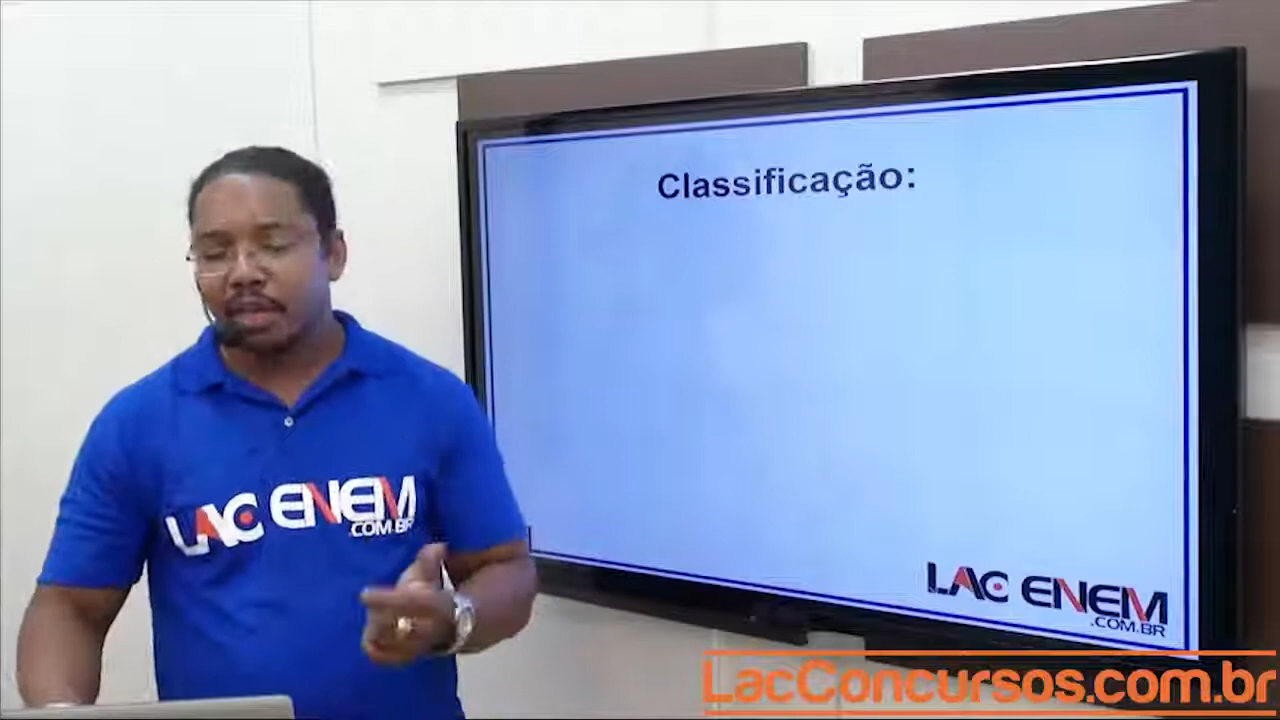 Classificação:
LAC ENEM
.COM.BR
LAC ENEM
.COM.BR
LacConcursos.com.br